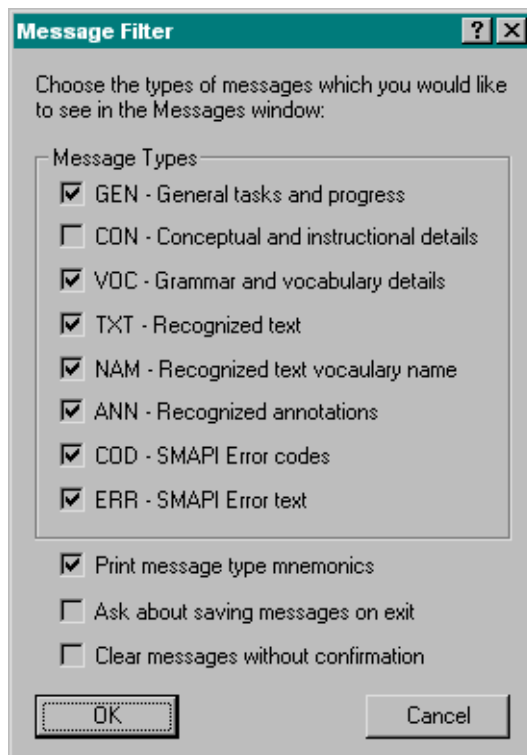 Message Filter
Choose the types of messages which you would like
to see in the Messages window:
Message Types
GEN - General tasks and progress
CON - Conceptual and instructional details
VOC - Grammar and vocabulary details
TXT - Recognized text
NAM - Recognized text vocaulary name
ANN - Recognized annotations
COD - SMAPI Error codes
ERR - SMAPI Error text
Print message type mnemonics
Ask about saving messages on exit
Clear messages without confirmation
OK Cancel